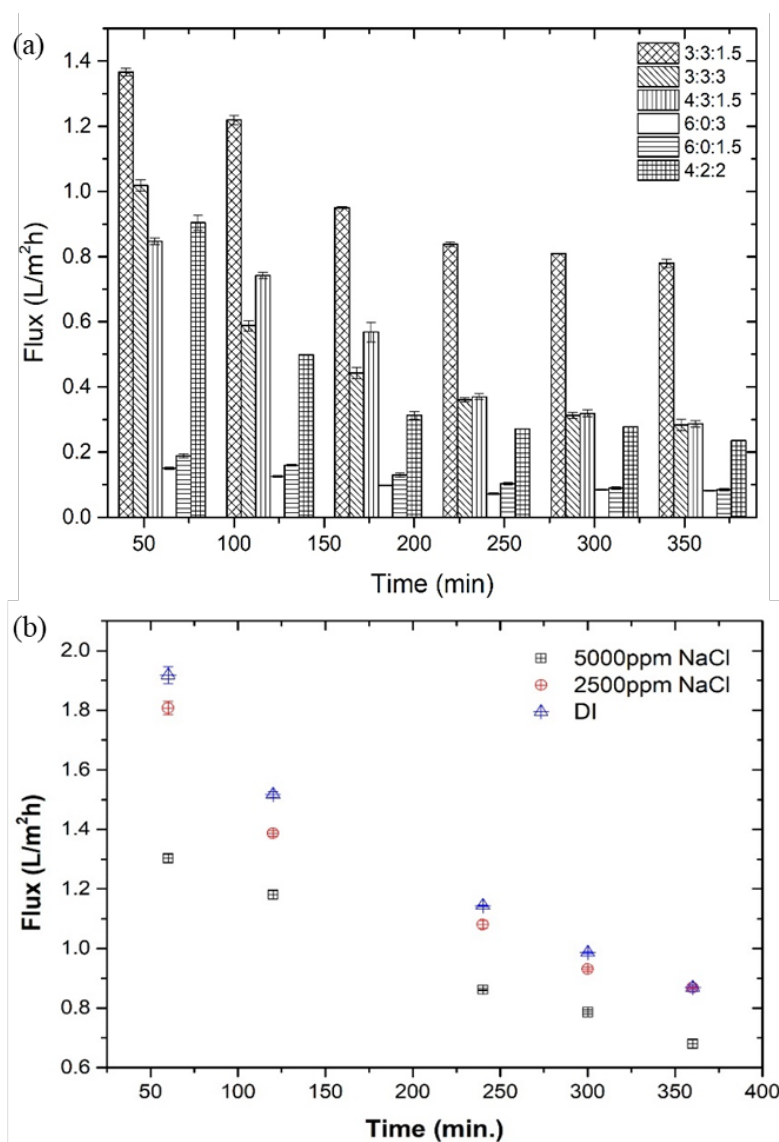 (a)
3:3:1.5
3:3:3
4:3:1.5
6:0:3
6:0:1.5
4:2:2
1.4
1.2
1.0
0.8
0.6
0.4
0.2
0.0
Flux (L/m²h)
50 100 150 200 250 300 350
Time (min)
(b)
5000ppm NaCl
2500ppm NaCl
DI
2.0
1.8
1.6
1.4
1.2
1.0
0.8
0.6
Flux (L/m²h)
50 100 150 200 250 300 350 400
Time (min.)